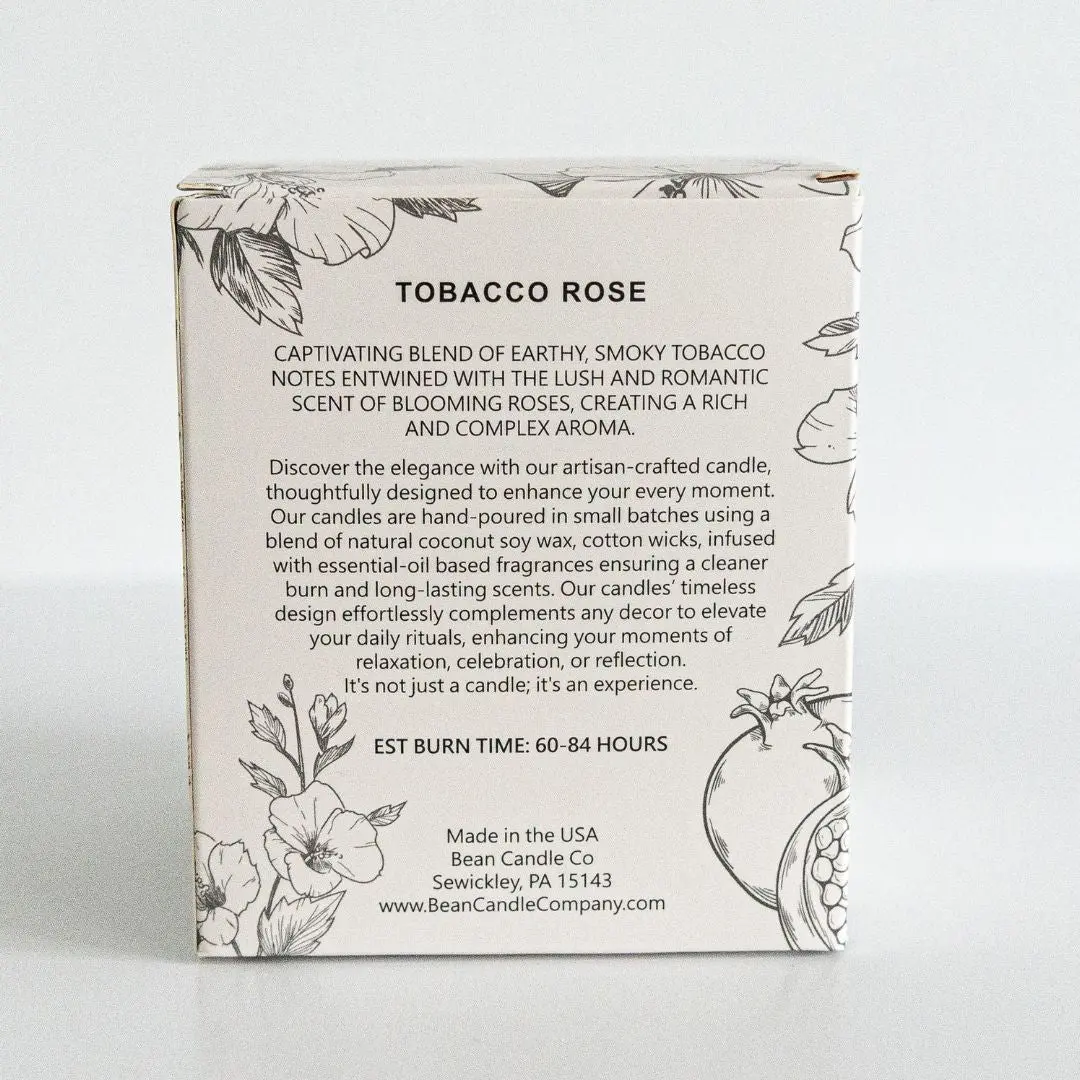 TOBACCO ROSE
CAPTIVATING BLEND OF EARTHY, SMOKY TOBACCO
NOTES ENTWINED WITH THE LUSH AND ROMANTIC
SCENT OF BLOOMING ROSES, CREATING A RICH
AND COMPLEX AROMA.
Discover the elegance with our artisan-crafted candle,
thoughtfully designed to enhance your every moment.
Our candles are hand-poured in small batches using a
blend of natural coconut soy wax, cotton wicks, infused
with essential-oil based fragrances ensuring a cleaner
burn and long-lasting scents. Our candles' timeless
design effortlessly complements any decor to elevate
your daily rituals, enhancing your moments of
relaxation, celebration, or reflection.
It's not just a candle; it's an experience.
EST BURN TIME: 60-84 HOURS
Made in the USA
Bean Candle Co
Sewickley, PA 15143
www.BeanCandleCompany.com